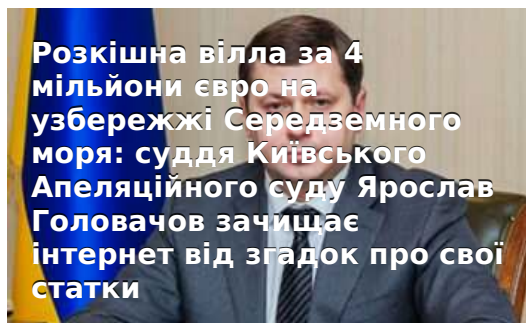 Розкішна вілла за 4
мільйони євро на
узбережжі Середземного
моря: суддя Київського
Апеляційного суду Ярослав
Головачов зачищає
інтернет від згадок про свої
статки